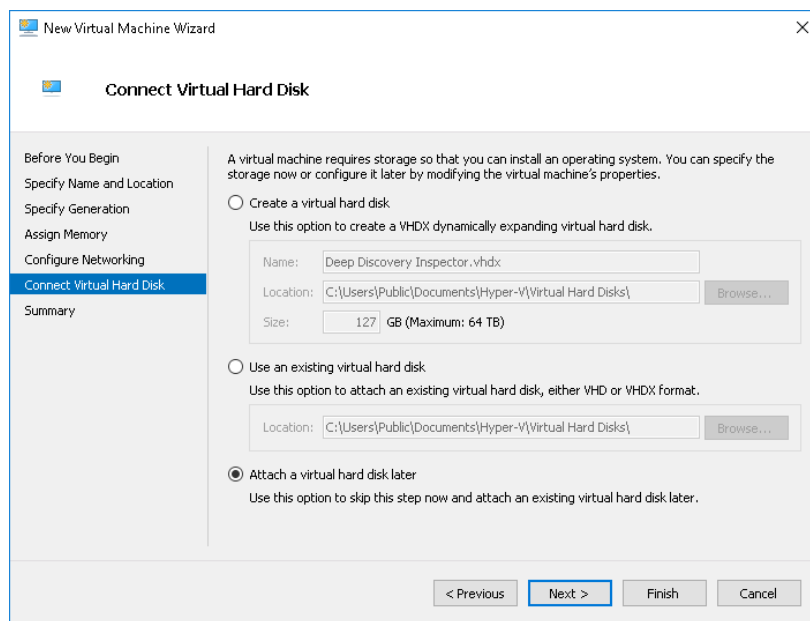 New Virtual Machine Wizard
Connect Virtual Hard Disk
Before You Begin
Specify Name and Location
Specify Generation
Assign Memory
Configure Networking
Connect Virtual Hard Disk
Summary
A virtual machine requires storage so that you can install an operating system. You can specify the
storage now or configure it later by modifying the virtual machine's properties.
Create a virtual hard disk
Use this option to create a VHDX dynamically expanding virtual hard disk.
Name: Deep Discovery Inspector.vhdx
Location: C:\Users\Public\Documents\Hyper-V\Virtual Hard Disks\ Browse...
Size: 127 GB (Maximum: 64 TB)
Use an existing virtual hard disk
Use this option to attach an existing virtual hard disk, either VHD or VHDX format.
Location: C:\Users\Public\Documents\Hyper-V\Virtual Hard Disks\ Browse...
Attach a virtual hard disk later
Use this option to skip this step now and attach an existing virtual hard disk later.
< Previous Next > Finish Cancel